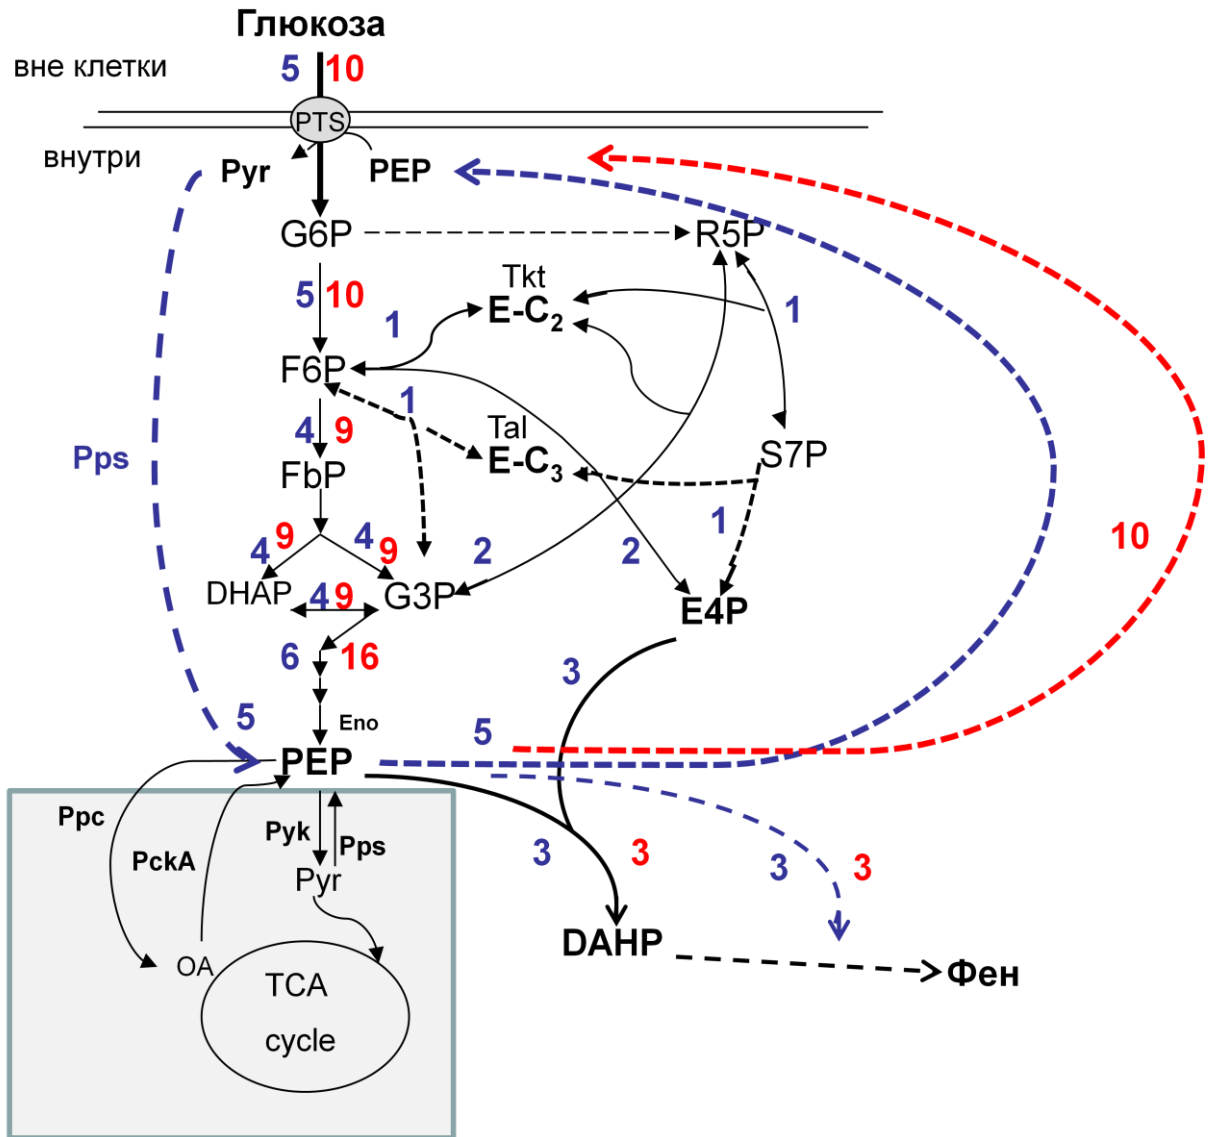 Глюкоза
вне клетки
5 10
PTS
внутри
Pyr
PEP
G6P
R5P
Tkt
E-C2
5 10
1
1
F6P
1
Tal
E-C3
S7P
4 9
Pps
FbP
1
4 9
4 9
2
2
10
DHAP
4 9
G3P
E4P
6 16
3
5
Eno
5
PEP
Ppc
Pyk
Pps
PckA
3
3
3
3
Pyr
OA
DAHP
Фен
TCA
cycle